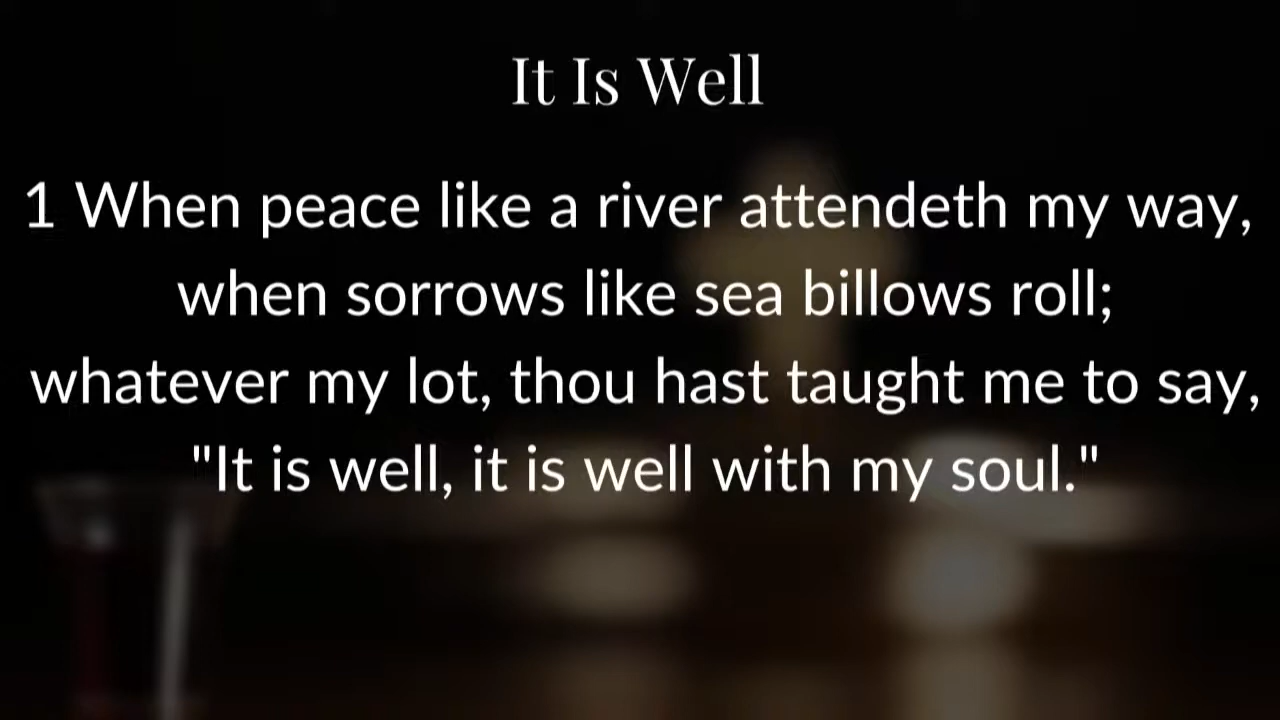 It Is Well
1 When peace like a river attendeth my way,
when sorrows like sea billows roll;
whatever my lot, thou hast taught me to say,
"It is well, it is well with my soul."